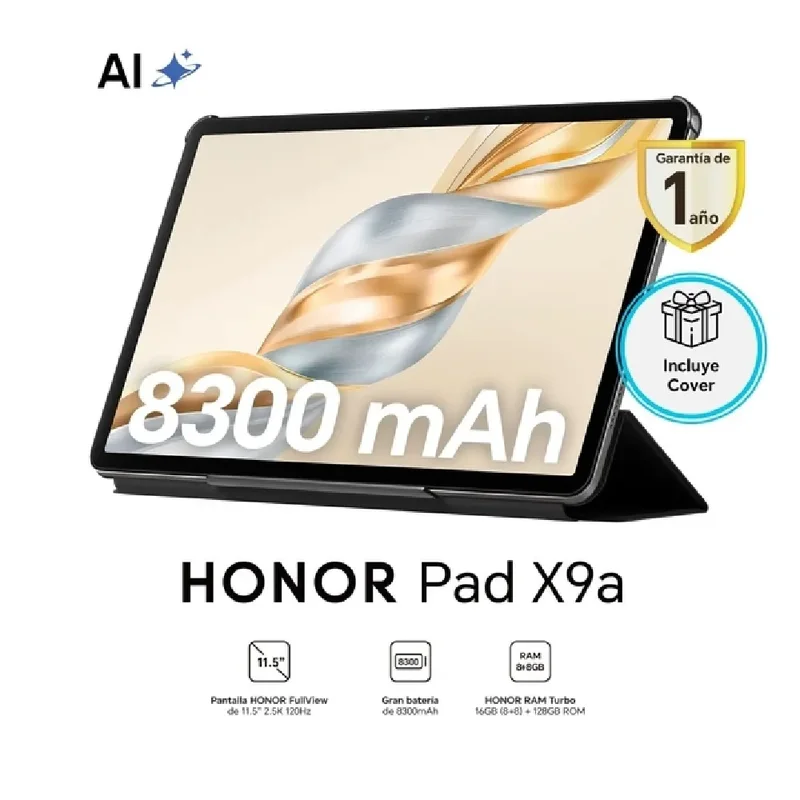 AI
Garantía de
1 año
Incluye
Cover
8300 mAh
HONOR Pad X9a
11.5"
Pantalla HONOR FullView
de 11.5" 2.5K 120Hz
8300
Gran batería
de 8300mAh
RAM
8+8GB
HONOR RAM Turbo
16GB (8+8) + 128GB ROM